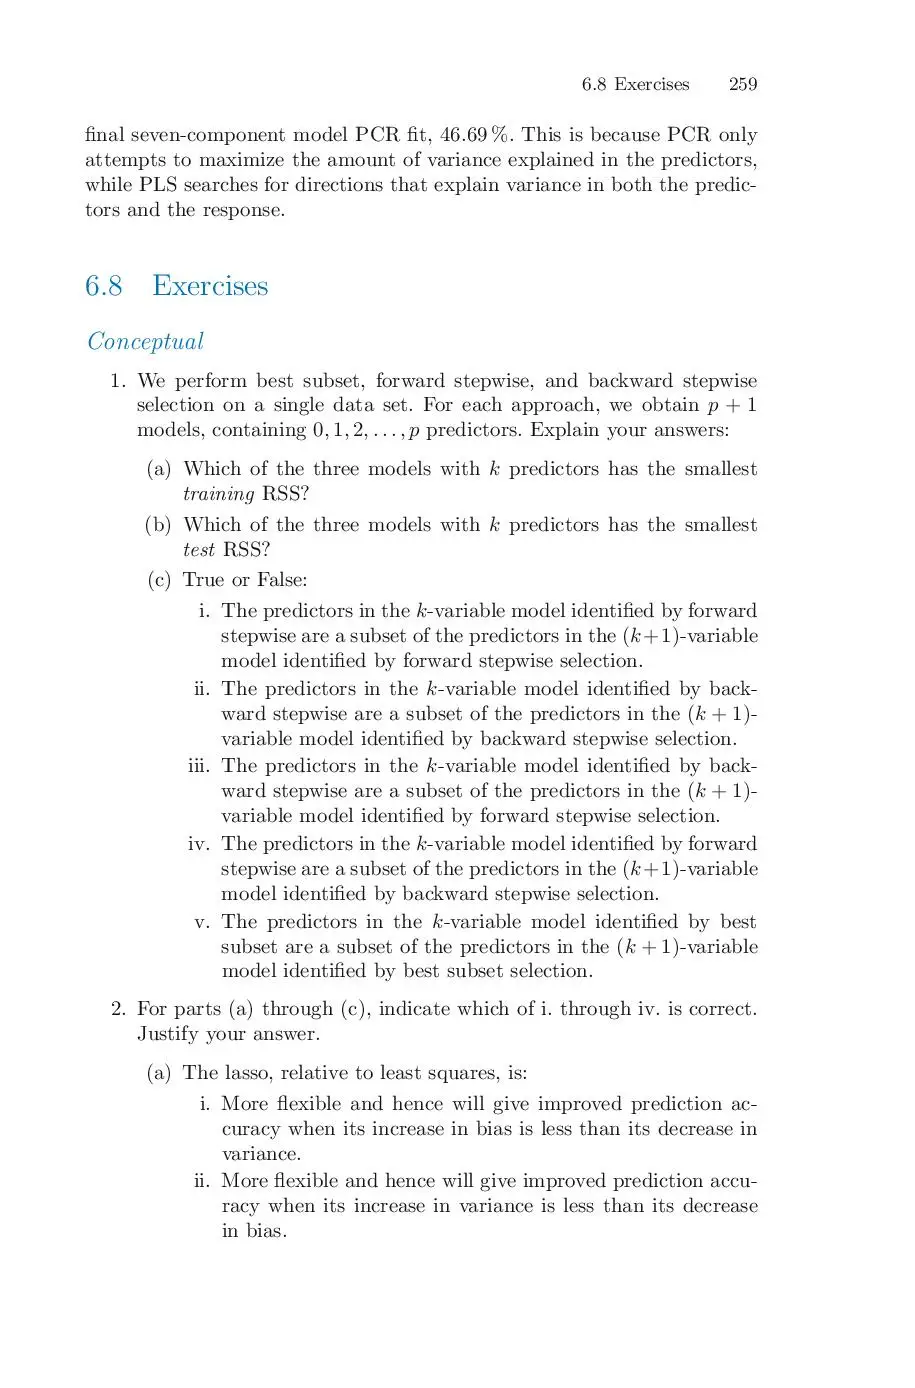 6.8 Exercises 259
final seven-component model PCR fit, 46.69 %. This is because PCR only
attempts to maximize the amount of variance explained in the predictors,
while PLS searches for directions that explain variance in both the predic-
tors and the response.
6.8 Exercises
Conceptual
1. We perform best subset, forward stepwise, and backward stepwise
selection on a single data set. For each approach, we obtain p + 1
models, containing 0, 1, 2, . . . , p predictors. Explain your answers:
(a) Which of the three models with k predictors has the smallest
training RSS?
(b) Which of the three models with k predictors has the smallest
test RSS?
(c) True or False:
i. The predictors in the k-variable model identified by forward
stepwise are a subset of the predictors in the (k+1)-variable
model identified by forward stepwise selection.
ii. The predictors in the k-variable model identified by back-
ward stepwise are a subset of the predictors in the (k + 1)-
variable model identified by backward stepwise selection.
iii. The predictors in the k-variable model identified by back-
ward stepwise are a subset of the predictors in the (k + 1)-
variable model identified by forward stepwise selection.
iv. The predictors in the k-variable model identified by forward
stepwise are a subset of the predictors in the (k+1)-variable
model identified by backward stepwise selection.
v. The predictors in the k-variable model identified by best
subset are a subset of the predictors in the (k + 1)-variable
model identified by best subset selection.
2. For parts (a) through (c), indicate which of i. through iv. is correct.
Justify your answer.
(a) The lasso, relative to least squares, is:
i. More flexible and hence will give improved prediction ac-
curacy when its increase in bias is less than its decrease in
variance.
ii. More flexible and hence will give improved prediction accu-
racy when its increase in variance is less than its decrease
in bias.